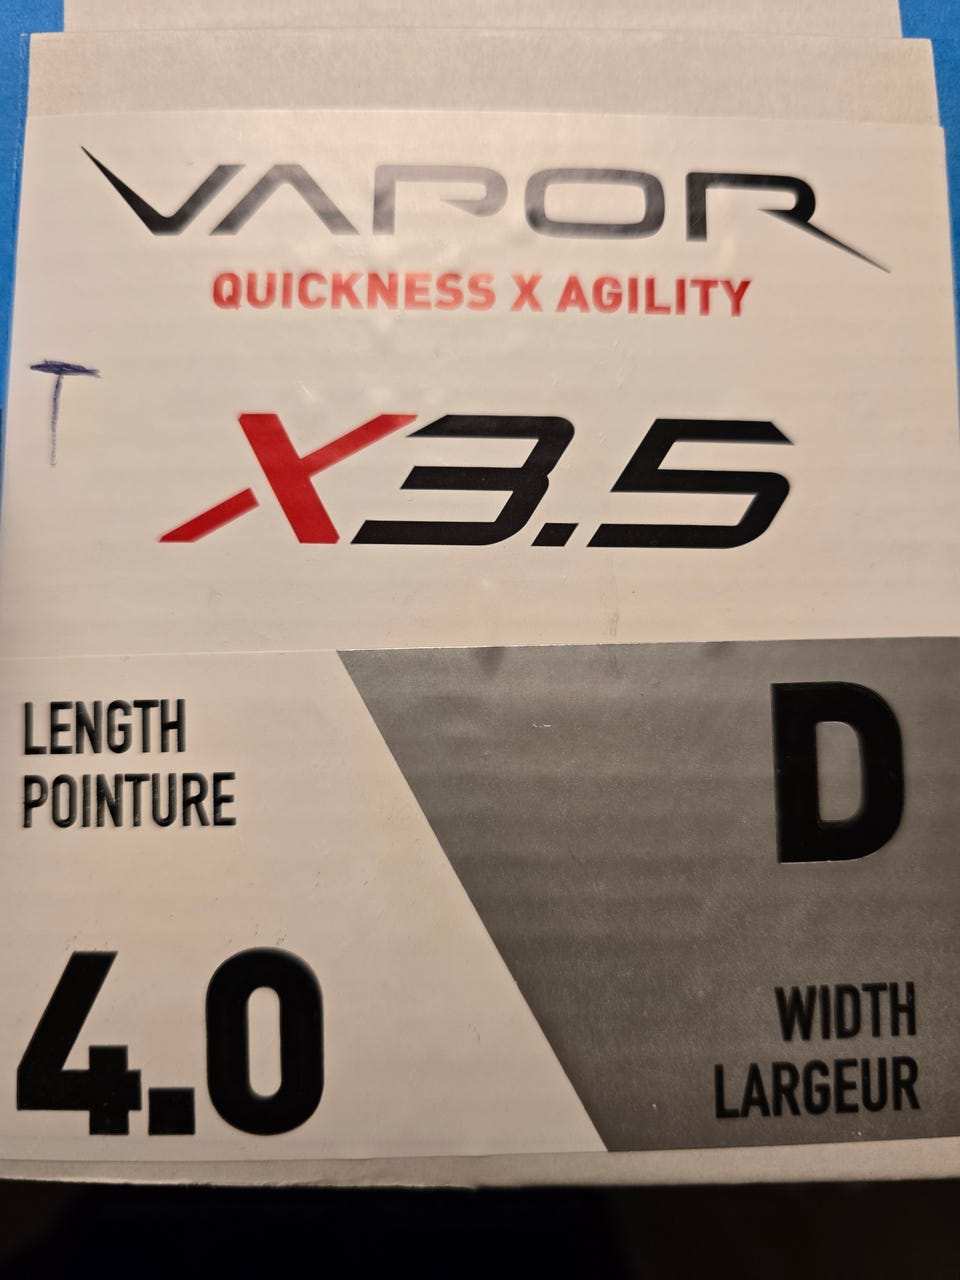 VAPOR
QUICKNESS X AGILITY
T
X3.5
LENGTH
POINTURE
4.0
D
WIDTH
LARGEUR